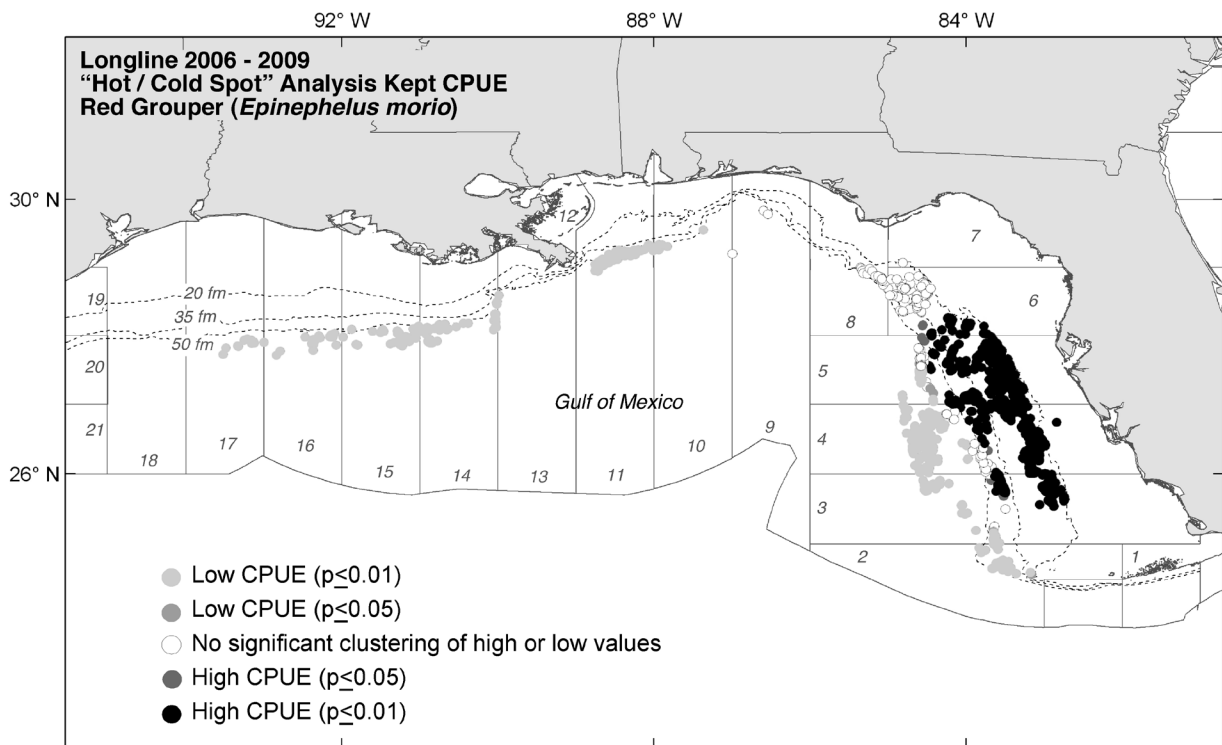 92° W 88° W 84° W
Longline 2006 - 2009
“Hot / Cold Spot” Analysis Kept CPUE
Red Grouper (Epinephelus morio)
30° N
12
7
19
20 fm
6
35 fm
8
50 fm
20
5
Gulf of Mexico
21
18
17
16
15
14
13
11
10
9
4
26° N
3
2
1
Low CPUE (p≤0.01)
Low CPUE (p≤0.05)
No significant clustering of high or low values
High CPUE (p≤0.05)
High CPUE (p≤0.01)